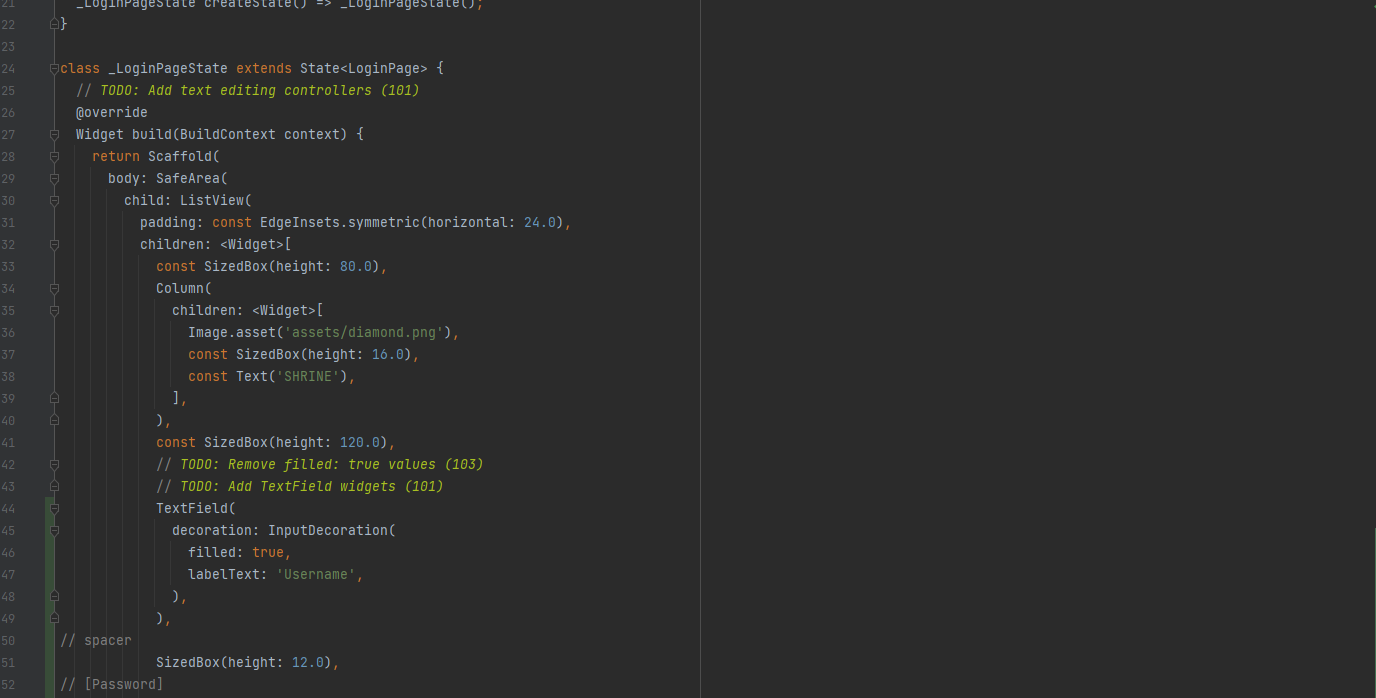 21 _LoginPageState createState() => _LoginPageState();
22 }
23
24 class _LoginPageState extends State<LoginPage> {
25 // TODO: Add text editing controllers (101)
26 @override
27 Widget build(BuildContext context) {
28 return Scaffold(
29 body: SafeArea(
30 child: ListView(
31 padding: const EdgeInsets.symmetric(horizontal: 24.0),
32 children: <Widget>[
33 const SizedBox(height: 80.0),
34 Column(
35 children: <Widget>[
36 Image.asset('assets/diamond.png'),
37 const SizedBox(height: 16.0),
38 const Text('SHRINE'),
39 ],
40 ),
41 const SizedBox(height: 120.0),
42 // TODO: Remove filled: true values (103)
43 // TODO: Add TextField widgets (101)
44 TextField(
45 decoration: InputDecoration(
46 filled: true,
47 labelText: 'Username',
48 ),
49 ),
50 // spacer
51 SizedBox(height: 12.0),
52 // [Password]